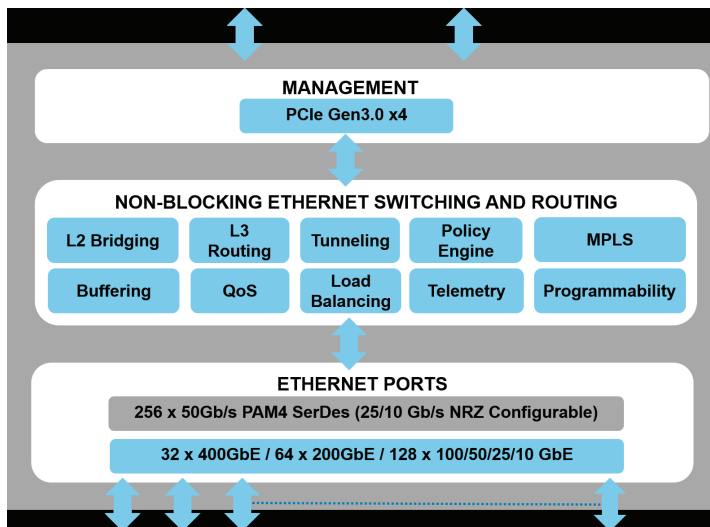 MANAGEMENT
PCIe Gen3.0 x4
NON-BLOCKING ETHERNET SWITCHING AND ROUTING
L2 Bridging
L3
Routing
Tunneling
Policy
Engine
MPLS
Buffering
QoS
Load
Balancing
Telemetry
Programmability
ETHERNET PORTS
256 x 50Gb/s PAM4 SerDes (25/10 Gb/s NRZ Configurable)
32 x 400GbE / 64 x 200GbE / 128 x 100/50/25/10 GbE